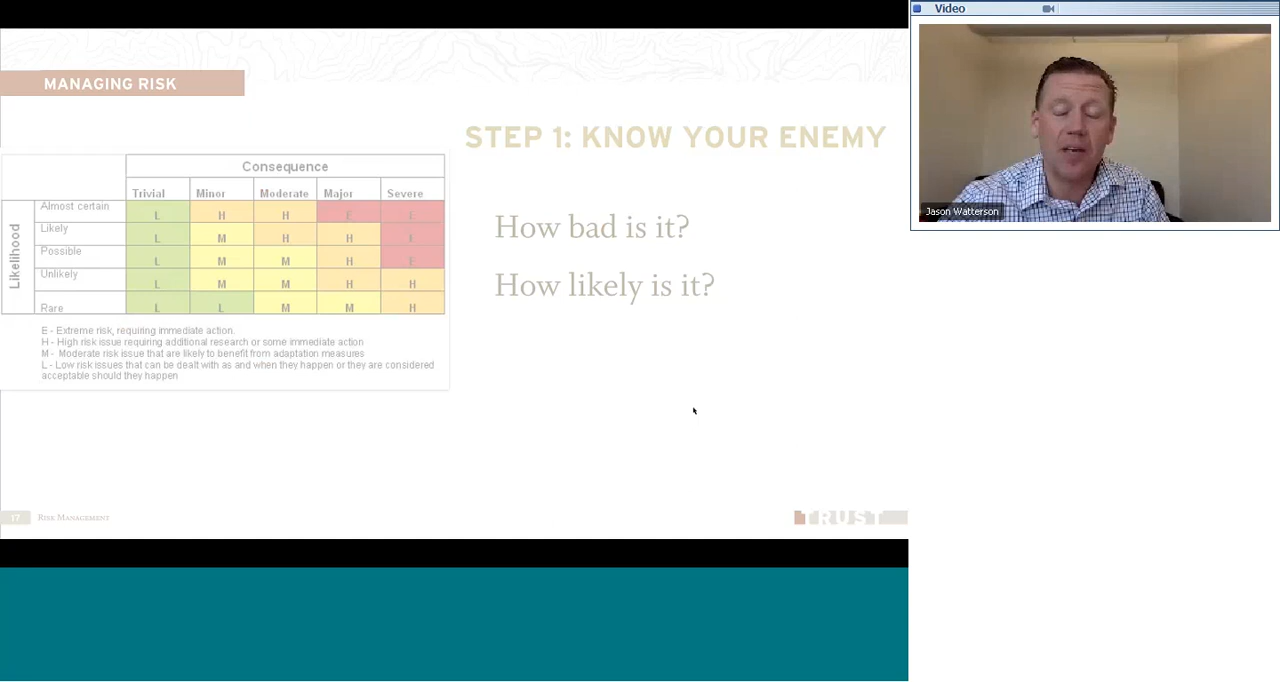 Video
MANAGING RISK
STEP 1: KNOW YOUR ENEMY
Consequence
Trivial Minor Moderate Major Severe
Likelihood
Almost certain L H H E E
Likely L M H H E
Possible L M M H E
Unlikely L M M H H
Rare L L M M H
E - Extreme risk, requiring immediate action.
H - High risk issue requiring additional research or some immediate action
M - Moderate risk issue that are likely to benefit from adaptation measures
L - Low risk issues that can be dealt with as and when they happen or they are considered
acceptable should they happen
How bad is it?
How likely is it?
Jason Watterson
17 RISK MANAGEMENT
TRUST